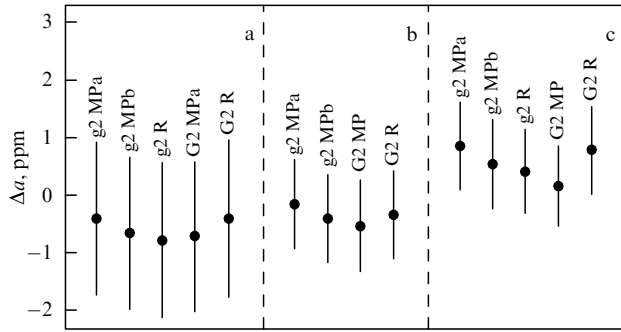 3
2
1
0
−1
−2
Δa, ppm
a
g2 MPa
g2 MPb
g2 R
G2 MPa
G2 R
b
g2 MPa
g2 MPb
G2 MP
G2 R
c
g2 MPa
g2 MPb
g2 R
G2 MP
G2 R